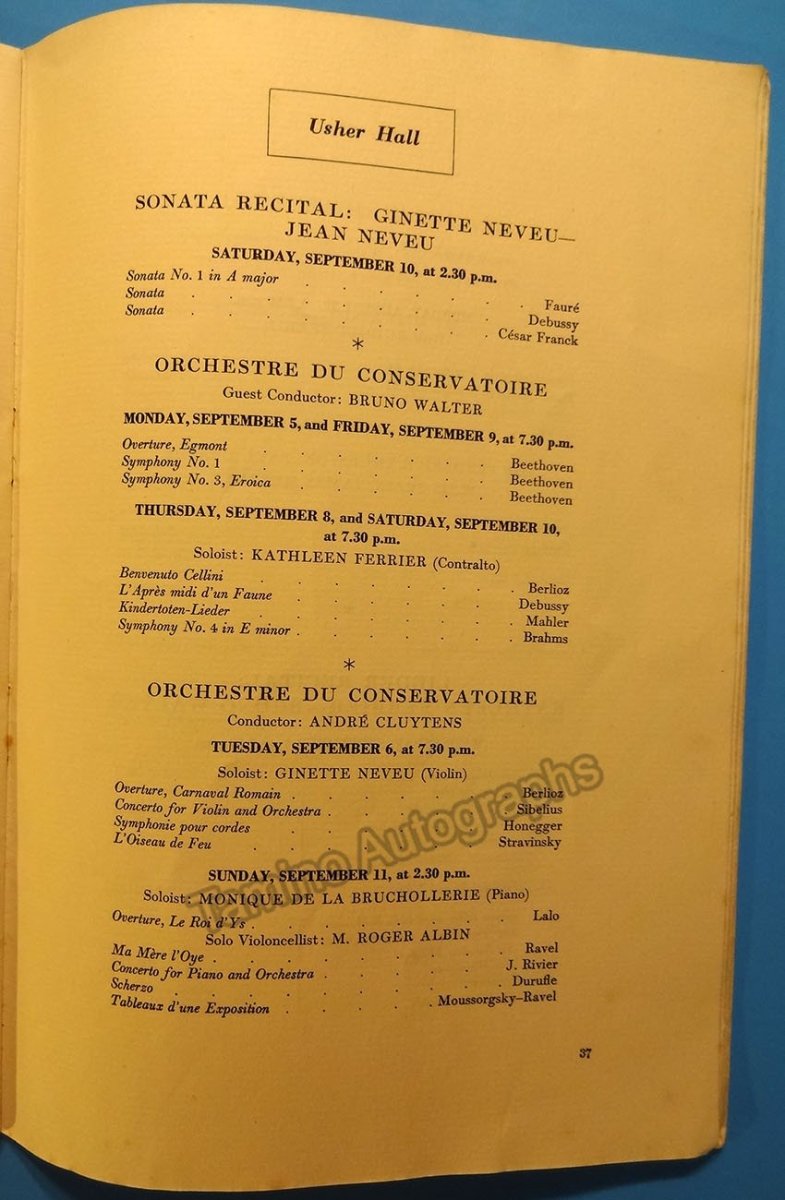 Usher Hall
SONATA RECITAL: GINETTE NEVEU—
JEAN NEVEU
SATURDAY, SEPTEMBER 10, at 2.30 p.m.
Sonata No. 1 in A major . . . . . . . Fauré
Sonata . . . . . . . . . Debussy
Sonata . . . . . . . . . César Franck
*
ORCHESTRE DU CONSERVATOIRE
Guest Conductor: BRUNO WALTER
MONDAY, SEPTEMBER 5, and FRIDAY, SEPTEMBER 9, at 7.30 p.m.
Overture, Egmont . . . . . . . Beethoven
Symphony No. 1 . . . . . . . Beethoven
Symphony No. 3, Eroica . . . . . . Beethoven
THURSDAY, SEPTEMBER 8, and SATURDAY, SEPTEMBER 10,
at 7.30 p.m.
Soloist: KATHLEEN FERRIER (Contralto)
Benvenuto Cellini . . . . . . . Berlioz
L'Après midi d'un Faune . . . . . . Debussy
Kindertoten-Lieder . . . . . . . Mahler
Symphony No. 4 in E minor . . . . . . Brahms
*
ORCHESTRE DU CONSERVATOIRE
Conductor: ANDRÉ CLUYTENS
TUESDAY, SEPTEMBER 6, at 7.30 p.m.
Soloist: GINETTE NEVEU (Violin)
Overture, Carnaval Romain . . . . . . Berlioz
Concerto for Violin and Orchestra . . . . . Sibelius
Symphonie pour cordes . . . . . . Honegger
L'Oiseau de Feu . . . . . . . . Stravinsky
Tamino Autographs
SUNDAY, SEPTEMBER 11, at 2.30 p.m.
Soloist: MONIQUE DE LA BRUCHOLLERIE (Piano)
Overture, Le Roi d'Ys . . . . . . . . Lalo
Solo Violoncellist: M. ROGER ALBIN
Ma Mère l'Oye . . . . . . . . Ravel
Concerto for Piano and Orchestra . . . . . J. Rivier
Scherzo . . . . . . . . . Durufle
Tableaux d'une Exposition . . . . . Moussorgsky–Ravel
37